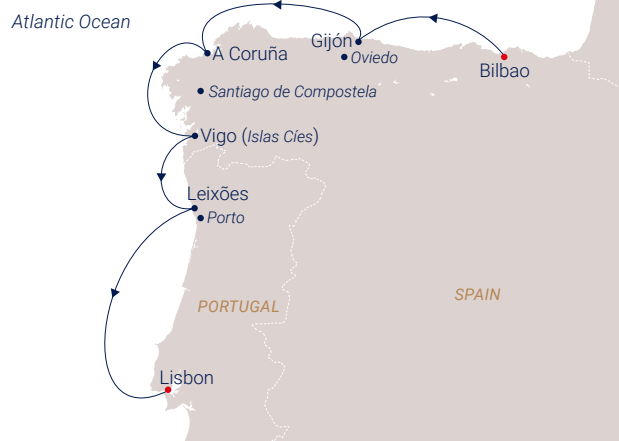 Atlantic Ocean
Gijón
A Coruña
Oviedo
Bilbao
Santiago de Compostela
Vigo (Islas Cíes)
Leixões
Porto
SPAIN
PORTUGAL
Lisbon